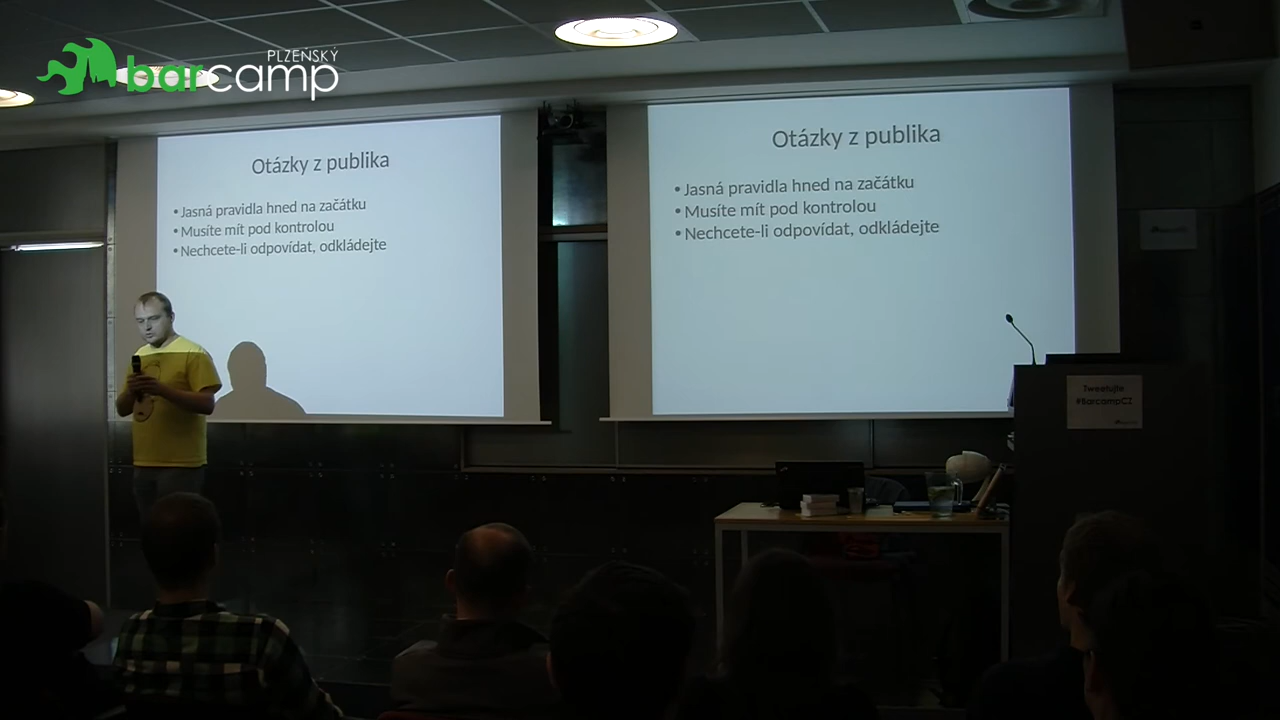 PLZEŇSKÝ
barcamp
Otázky z publika
• Jasná pravidla hned na začátku
• Musíte mít pod kontrolou
• Nechcete-li odpovídat, odkládejte
Otázky z publika
• Jasná pravidla hned na začátku
• Musíte mít pod kontrolou
• Nechcete-li odpovídat, odkládejte
Tweetujte
#BarcampCZ